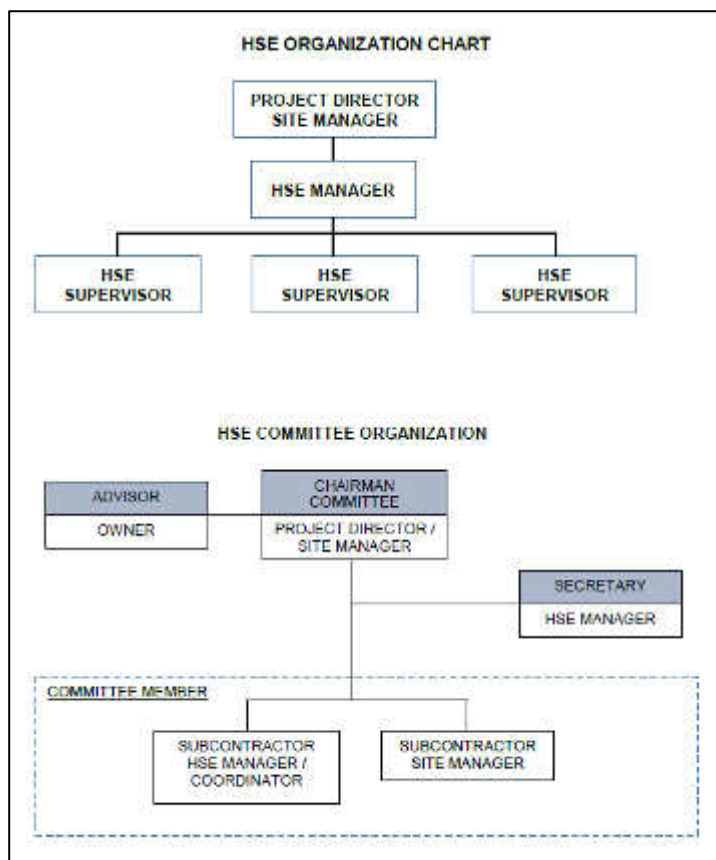 HSE ORGANIZATION CHART
PROJECT DIRECTOR
SITE MANAGER
HSE MANAGER
HSE
SUPERVISOR
HSE
SUPERVISOR
HSE
SUPERVISOR
HSE COMMITTEE ORGANIZATION
ADVISOR
OWNER
CHAIRMAN
COMMITTEE
PROJECT DIRECTOR /
SITE MANAGER
SECRETARY
HSE MANAGER
COMMITTEE MEMBER
SUBCONTRACTOR
HSE MANAGER /
COORDINATOR
SUBCONTRACTOR
SITE MANAGER